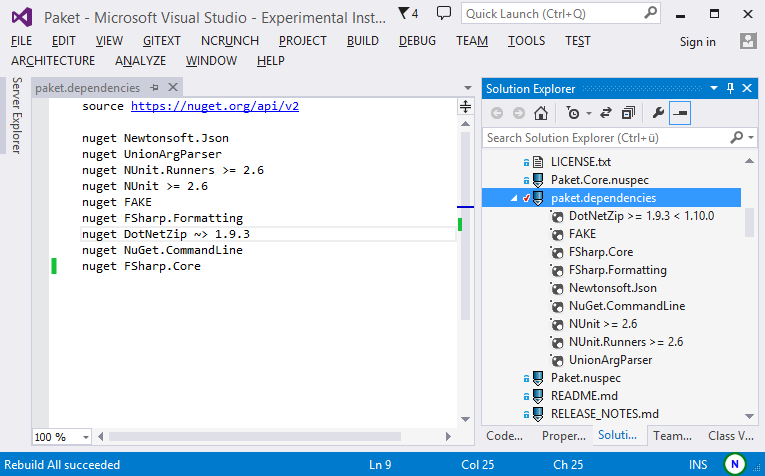 Paket - Microsoft Visual Studio - Experimental Inst...
4
Quick Launch (Ctrl+Q)
FILE EDIT VIEW GITEXT NCRUNCH PROJECT BUILD DEBUG TEAM TOOLS TEST
Sign in
ARCHITECTURE ANALYZE WINDOW HELP
Server Explorer
paket.dependencies
source https://nuget.org/api/v2
nuget Newtonsoft.Json
nuget UnionArgParser
nuget NUnit.Runners >= 2.6
nuget NUnit >= 2.6
nuget FAKE
nuget FSharp.Formatting
nuget DotNetZip ~> 1.9.3
nuget NuGet.CommandLine
nuget FSharp.Core
100 %
Solution Explorer
Search Solution Explorer (Ctrl+ü)
LICENSE.txt
Paket.Core.nuspec
paket.dependencies
DotNetZip >= 1.9.3 < 1.10.0
FAKE
FSharp.Core
FSharp.Formatting
Newtonsoft.Json
NuGet.CommandLine
NUnit >= 2.6
NUnit.Runners >= 2.6
UnionArgParser
Paket.nuspec
README.md
RELEASE_NOTES.md
Code... Proper... Soluti... Team... Class V...
Rebuild All succeeded Ln 9 Col 25 Ch 25 INS N